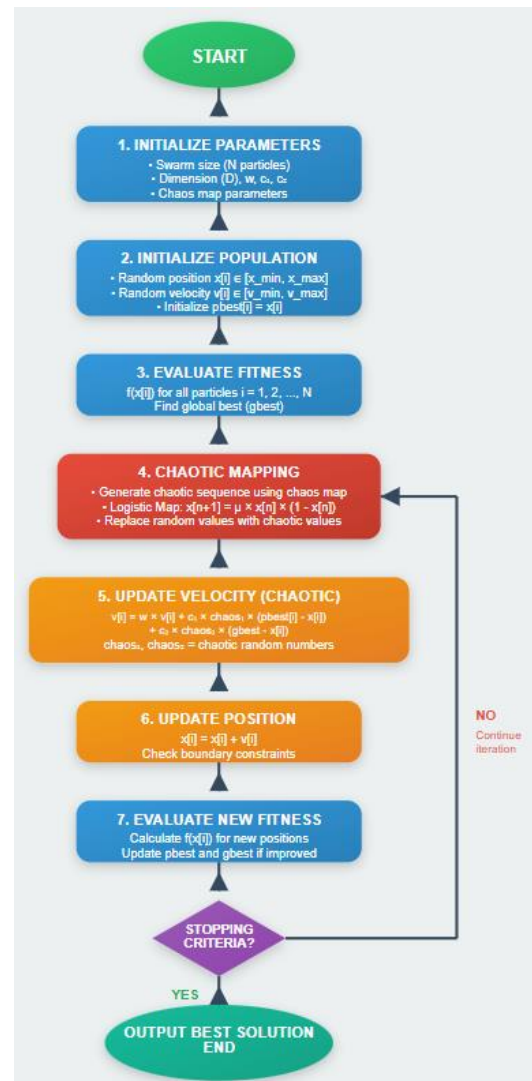 START
1. INITIALIZE PARAMETERS
• Swarm size (N particles)
• Dimension (D), w, c₁, c₂
• Chaos map parameters
2. INITIALIZE POPULATION
• Random position x[i] ∈ [x_min, x_max]
• Random velocity v[i] ∈ [v_min, v_max]
• Initialize pbest[i] = x[i]
3. EVALUATE FITNESS
f(x[i]) for all particles i = 1, 2, ..., N
Find global best (gbest)
4. CHAOTIC MAPPING
• Generate chaotic sequence using chaos map
• Logistic Map: x[n+1] = μ × x[n] × (1 - x[n])
• Replace random values with chaotic values
5. UPDATE VELOCITY (CHAOTIC)
v[i] = w × v[i] + c₁ × chaos₁ × (pbest[i] - x[i])
+ c₂ × chaos₂ × (gbest - x[i])
chaos₁, chaos₂ = chaotic random numbers
6. UPDATE POSITION
x[i] = x[i] + v[i]
Check boundary constraints
NO
Continue
iteration
7. EVALUATE NEW FITNESS
Calculate f(x[i]) for new positions
Update pbest and gbest if improved
STOPPING
CRITERIA?
YES
OUTPUT BEST SOLUTION
END